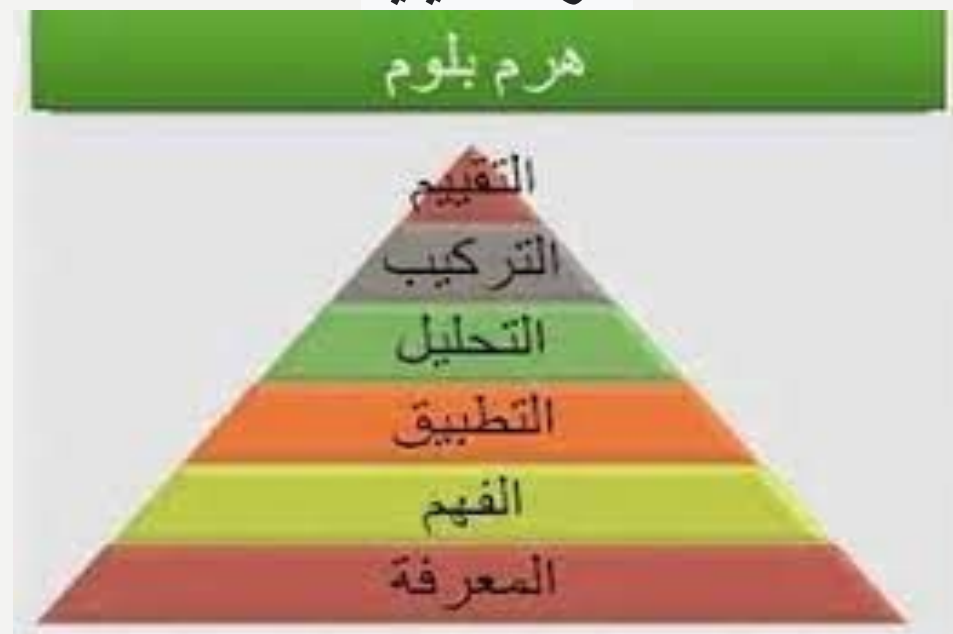 هرم بلوم
التقييم
التركيب
التحليل
التطبيق
الفهم
المعرفة